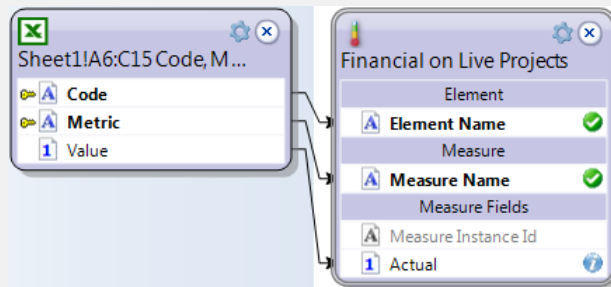 Sheet1!A6:C15 Code, M...
Code
Metric
Value
Financial on Live Projects
Element
Element Name
Measure
Measure Name
Measure Fields
Measure Instance Id
Actual